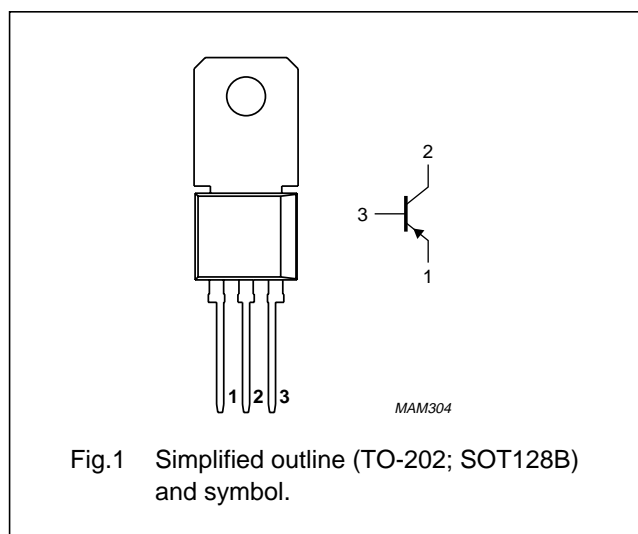 2
3
1
1 2 3
MAM304
Fig.1 Simplified outline (TO-202; SOT128B)
and symbol.